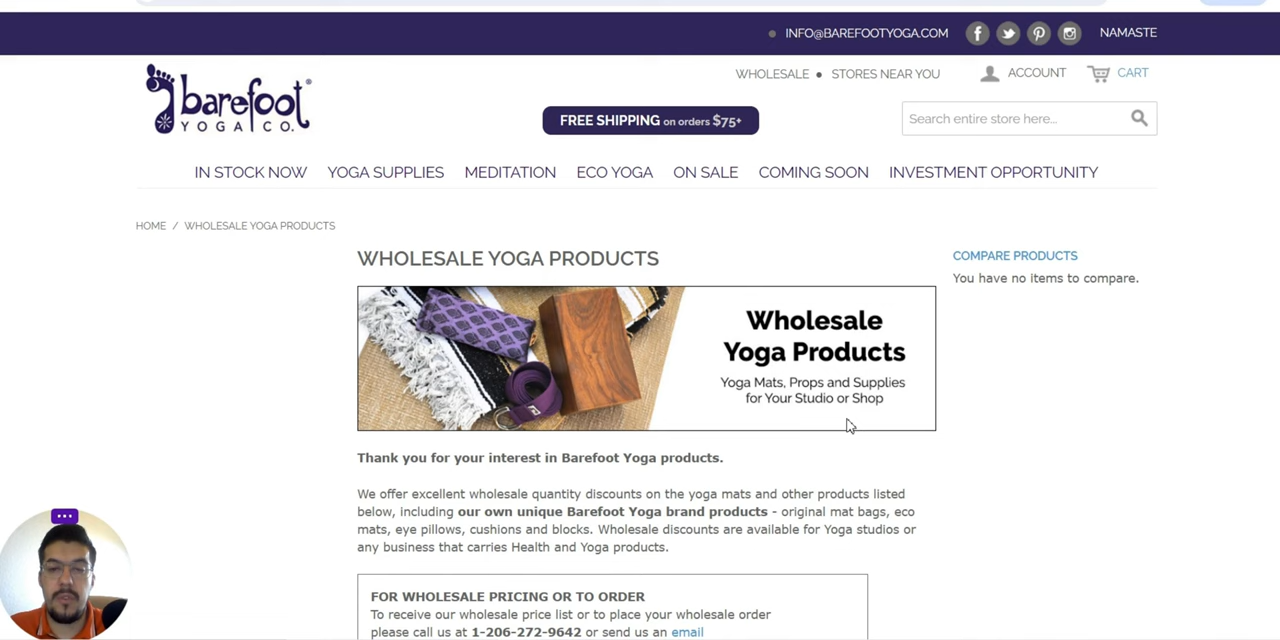 INFO@BAREFOOTYOGA.COM NAMASTE
WHOLESALE ● STORES NEAR YOU ACCOUNT CART
barefoot®
YOGA CO.
FREE SHIPPING on orders $75+
Search entire store here...
IN STOCK NOW YOGA SUPPLIES MEDITATION ECO YOGA ON SALE COMING SOON INVESTMENT OPPORTUNITY
HOME / WHOLESALE YOGA PRODUCTS
WHOLESALE YOGA PRODUCTS
Wholesale
Yoga Products
Yoga Mats, Props and Supplies
for Your Studio or Shop
Thank you for your interest in Barefoot Yoga products.
We offer excellent wholesale quantity discounts on the yoga mats and other products listed
below, including our own unique Barefoot Yoga brand products - original mat bags, eco
mats, eye pillows, cushions and blocks. Wholesale discounts are available for Yoga studios or
any business that carries Health and Yoga products.
FOR WHOLESALE PRICING OR TO ORDER
To receive our wholesale price list or to place your wholesale order
please call us at 1-206-272-9642 or send us an email
COMPARE PRODUCTS
You have no items to compare.